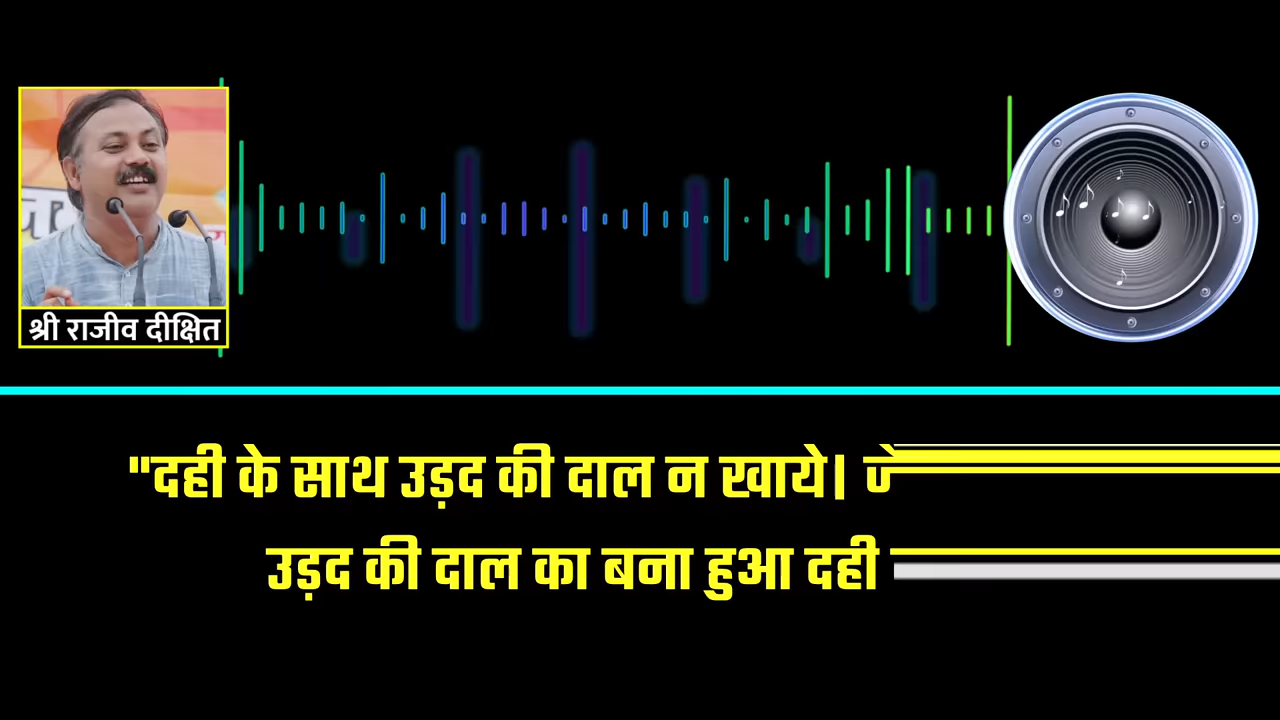 श्री राजीव दीक्षित
"दही के साथ उड़द की दाल न खाये|
उड़द की दाल का बना हुआ दही